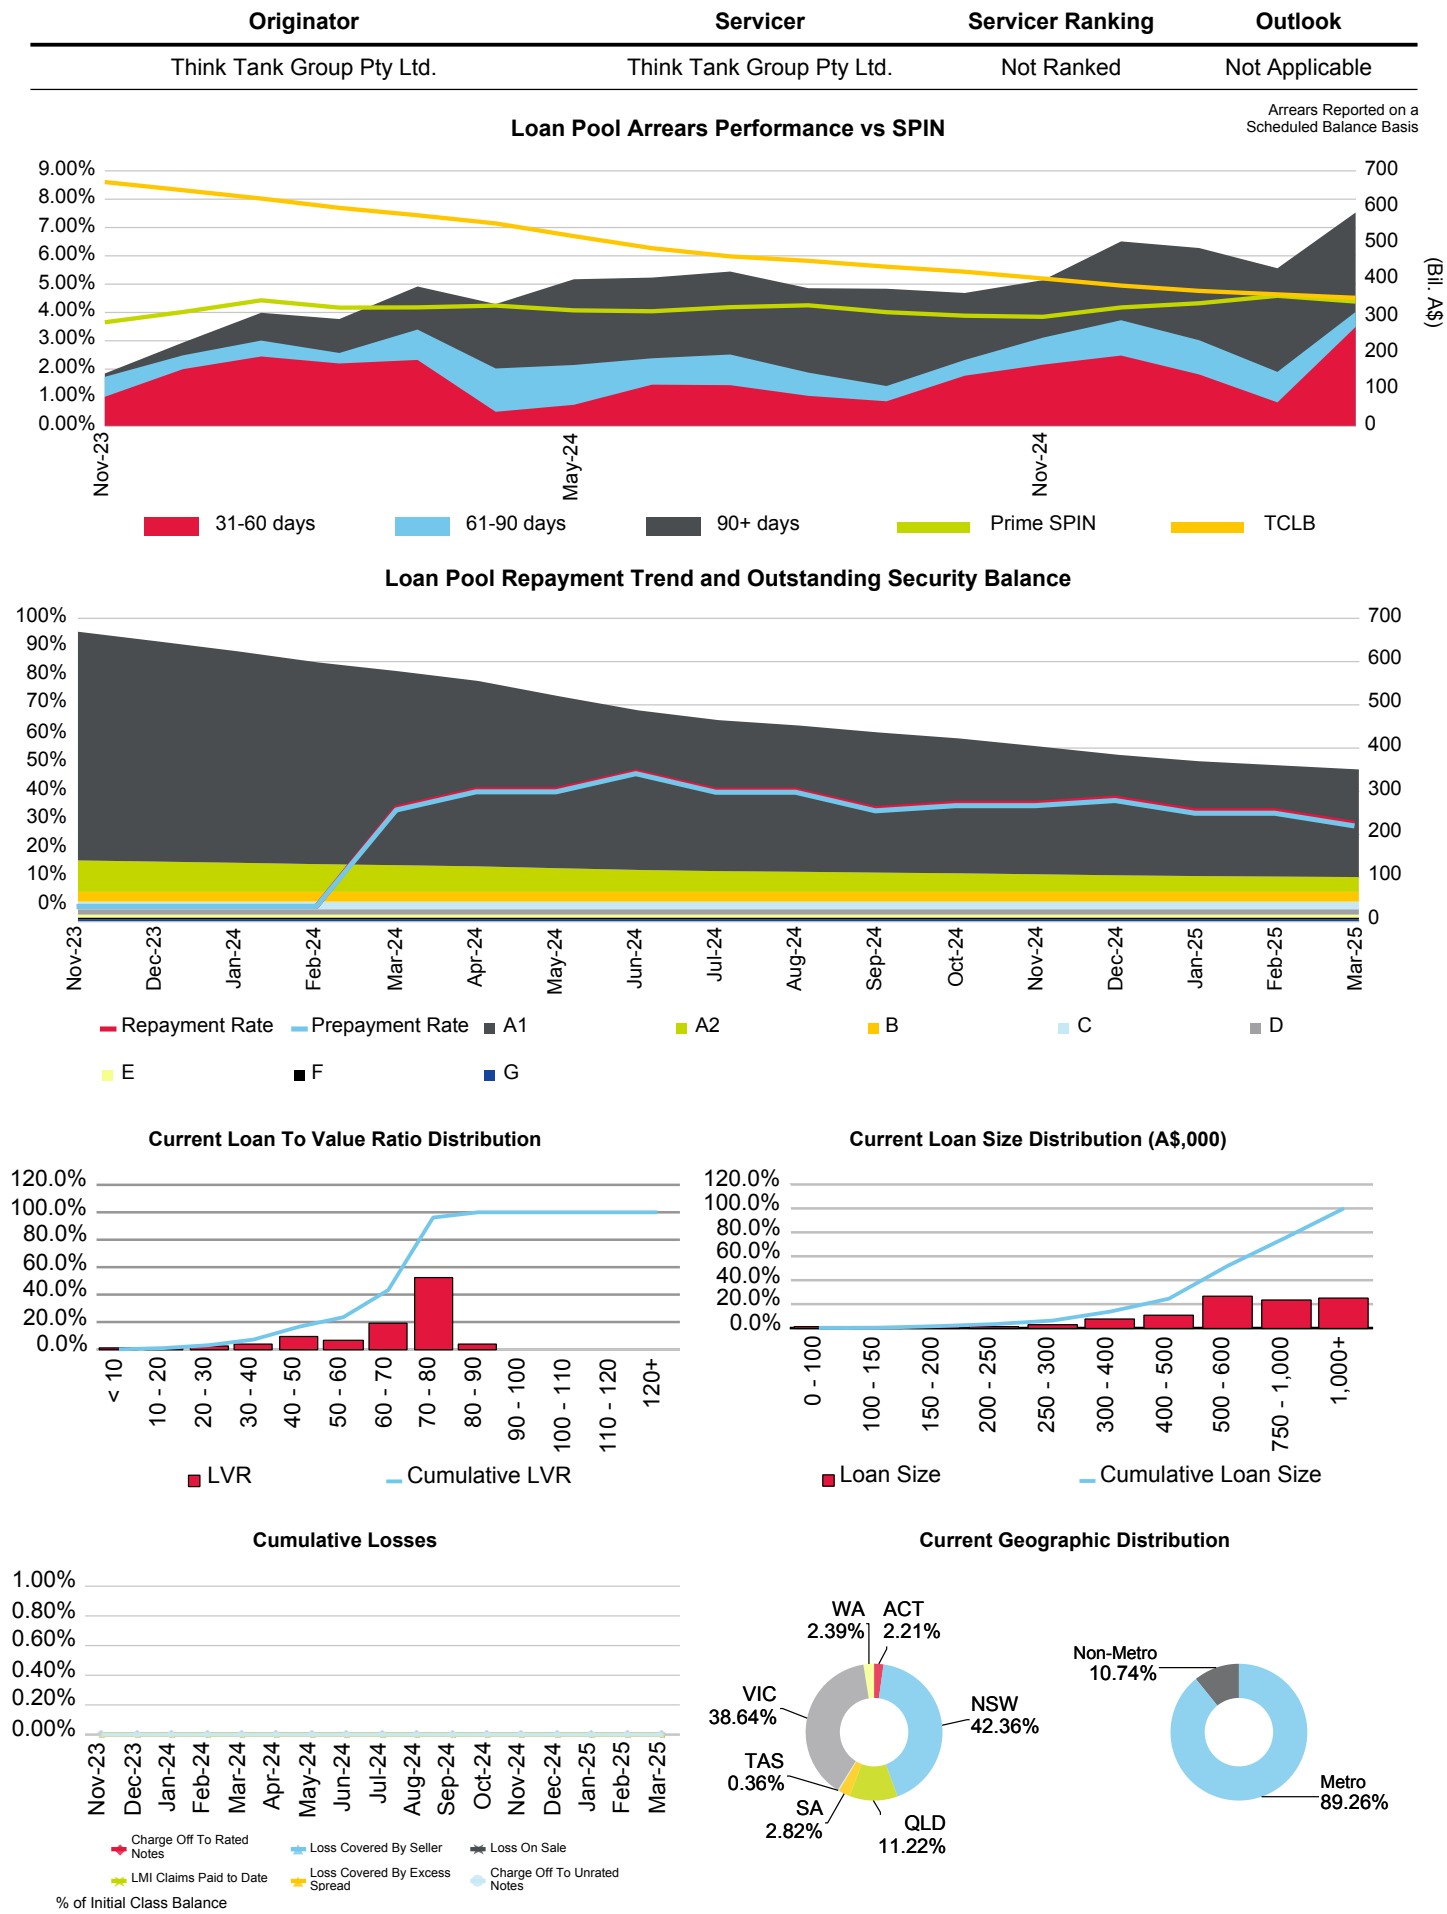 Originator Servicer Servicer Ranking Outlook
Think Tank Group Pty Ltd. Think Tank Group Pty Ltd. Not Ranked Not Applicable
Arrears Reported on a
Scheduled Balance Basis
Loan Pool Arrears Performance vs SPIN
9.00% 700
8.00% 600
7.00%
6.00% 500
5.00% 400
4.00% 300
3.00% 200
2.00%
1.00% 100
0.00% 0
(Bil. A$)
Nov-23 May-24 Nov-24
31-60 days 61-90 days 90+ days Prime SPIN TCLB
Loan Pool Repayment Trend and Outstanding Security Balance
100% 700
90% 600
80%
70% 500
60% 400
50%
40% 300
30% 200
20%
10% 100
0% 0
Nov-23 Dec-23 Jan-24 Feb-24 Mar-24 Apr-24 May-24 Jun-24 Jul-24 Aug-24 Sep-24 Oct-24 Nov-24 Dec-24 Jan-25 Feb-25 Mar-25
Repayment Rate Prepayment Rate A1 A2 B C D
E F G
Current Loan To Value Ratio Distribution
120.0%
100.0%
80.0%
60.0%
40.0%
20.0%
0.0%
< 10 10 - 20 20 - 30 30 - 40 40 - 50 50 - 60 60 - 70 70 - 80 80 - 90 90 - 100 100 - 110 110 - 120 120+
LVR Cumulative LVR
Current Loan Size Distribution (A$,000)
120.0%
100.0%
80.0%
60.0%
40.0%
20.0%
0.0%
0 - 100 100 - 150 150 - 200 200 - 250 250 - 300 300 - 400 400 - 500 500 - 600 750 - 1,000 1,000+
Loan Size Cumulative Loan Size
Cumulative Losses
1.00%
0.80%
0.60%
0.40%
0.20%
0.00%
Nov-23 Dec-23 Jan-24 Feb-24 Mar-24 Apr-24 May-24 Jun-24 Jul-24 Aug-24 Sep-24 Oct-24 Nov-24 Dec-24 Jan-25 Feb-25 Mar-25
Charge Off To Rated
Notes
Loss Covered By Seller
Loss On Sale
LMI Claims Paid to Date
Loss Covered By Excess
Spread
Charge Off To Unrated
Notes
% of Initial Class Balance
Current Geographic Distribution
WA
2.39%
ACT
2.21%
VIC
38.64%
NSW
42.36%
TAS
0.36%
SA
2.82%
QLD
11.22%
Non-Metro
10.74%
Metro
89.26%